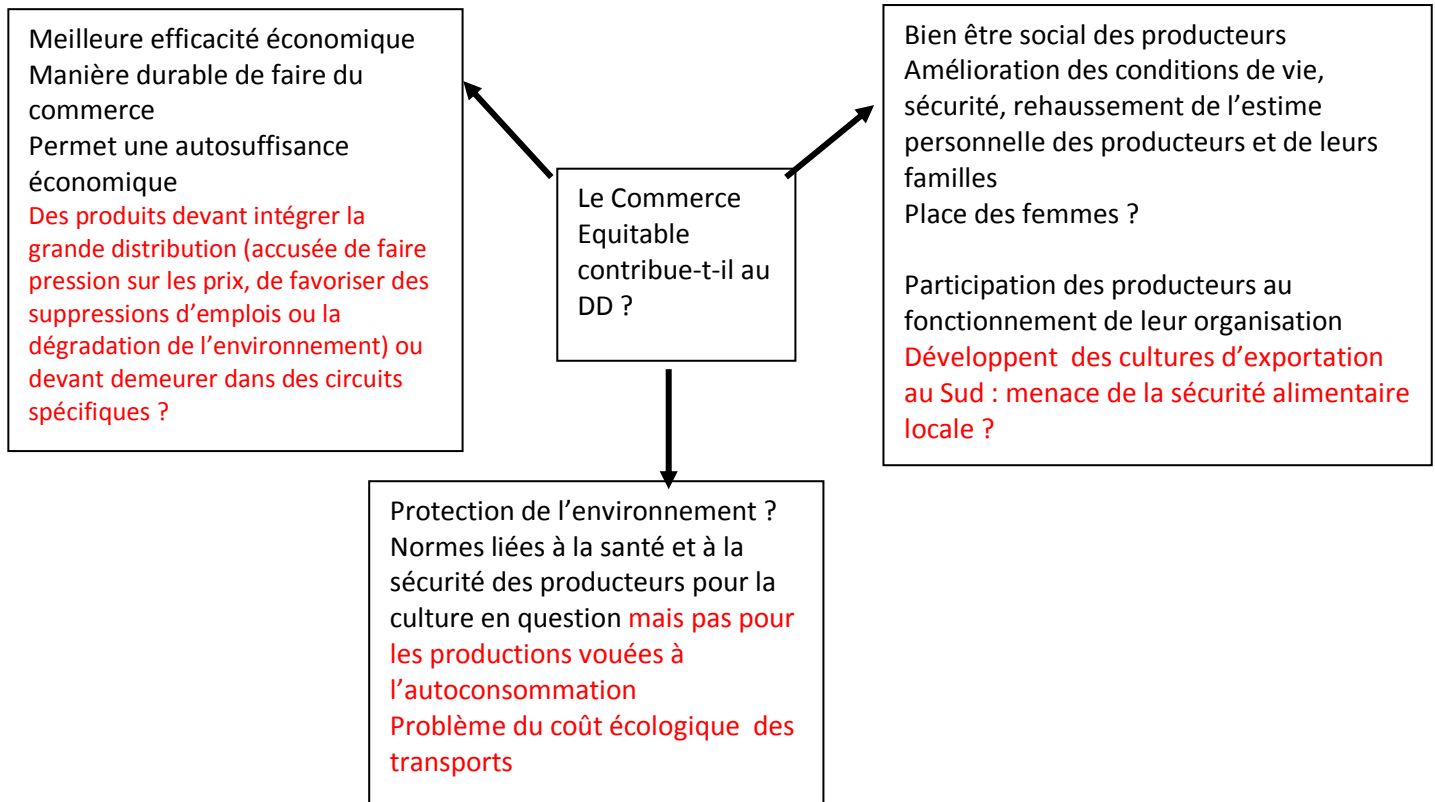 Meilleure efficacité économique
Manière durable de faire du
commerce
Permet une autosuffisance
économique
Des produits devant intégrer la
grande distribution (accusée de faire
pression sur les prix, de favoriser des
suppressions d’emplois ou la
dégradation de l’environnement) ou
devant demeurer dans des circuits
spécifiques ?
Le Commerce
Equitable
contribue-t-il au
DD ?
Bien être social des producteurs
Amélioration des conditions de vie,
sécurité, rehaussement de l’estime
personnelle des producteurs et de leurs
familles
Place des femmes ?
Participation des producteurs au
fonctionnement de leur organisation
Développent des cultures d’exportation
au Sud : menace de la sécurité alimentaire
locale ?
Protection de l’environnement ?
Normes liées à la santé et à la
sécurité des producteurs pour la
culture en question mais pas pour
les productions vouées à
l’autoconsommation
Problème du coût écologique des
transports